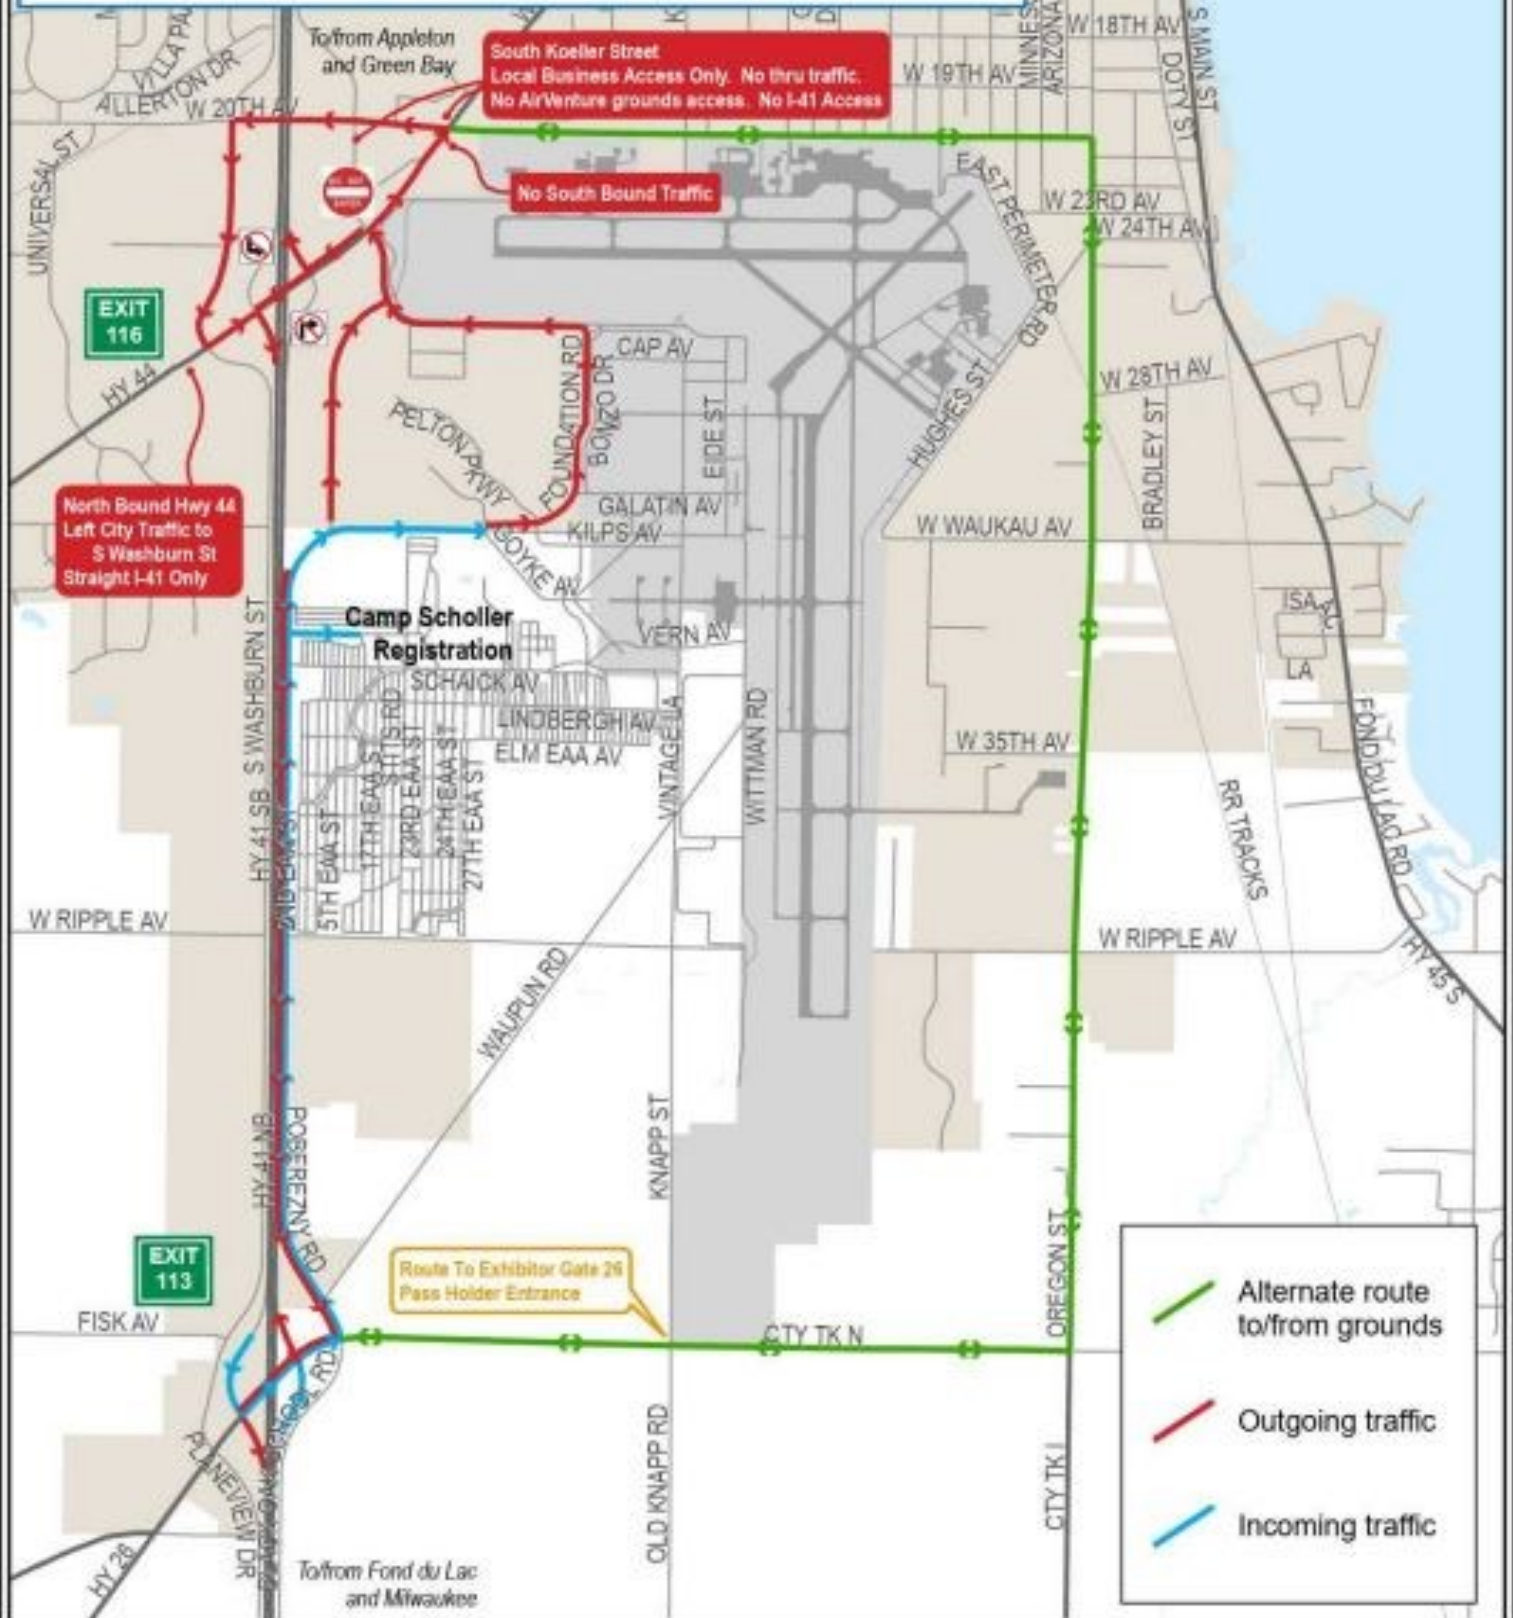 To/from Appleton
and Green Bay
South Koeller Street
Local Business Access Only. No thru traffic.
No AirVenture grounds access. No I-41 Access
W 18TH AV
W 19TH AV
MINNES
ARIZONA
DOTY ST
S MAIN ST
VILLA PA
ALLERTON DR
W 20TH AV
UNIVERSAL ST
No South Bound Traffic
EAST PERIMETER RD
W 23RD AV
W 24TH AV
EXIT
116
HY 44
CAP AV
FOUNDATION RD
BONZO DR
EIDE ST
PELTON PKWY
HUGHES ST
W 28TH AV
BRADLEY ST
North Bound Hwy 44
Left City Traffic to
S Washburn St
Straight I-41 Only
GALATIN AV
KILPS AV
GOYKE AV
W WAUKAU AV
Camp Scholler
Registration
VERN AV
ISAAC
LA
SCHAICK AV
LINDBERGH AV
ELM EAA AV
S WASHBURN ST
HY 41 SB
2ND EAA ST
5TH EAA ST
17TH EAA S
STITS RD
23RD EAA ST
24TH EAA ST
27TH EAA ST
VINTAGE LA
WITTMAN RD
W 35TH AV
FOND DU LAC RD
RR TRACKS
W RIPPLE AV
W RIPPLE AV
HY 45 S
WAUPUN RD
HY 41 NB
POBEREZNY RD
KNAPP ST
OREGON ST
EXIT
113
FISK AV
Route To Exhibitor Gate 26
Pass Holder Entrance
CTY TK N
SCHOOL RD
PLANEVIEW DR
HY 26
OLD KNAPP RD
CTY TK I
To/from Fond du Lac
and Milwaukee
Alternate route
to/from grounds
Outgoing traffic
Incoming traffic